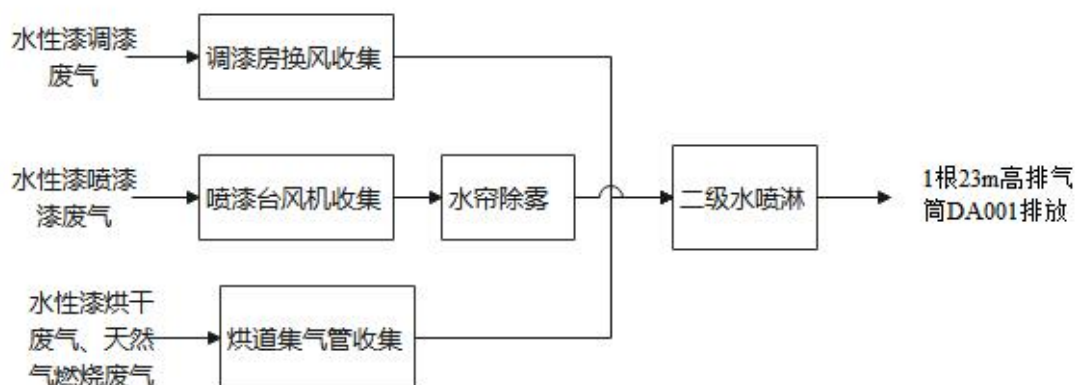 水性漆调漆
废气
调漆房换风收集
水性漆喷漆
漆废气
喷漆台风机收集
水帘除雾
二级水喷淋
1根23m高排气
筒DA001排放
水性漆烘干
废气、天然
气燃烧废气
烘道集气管收集